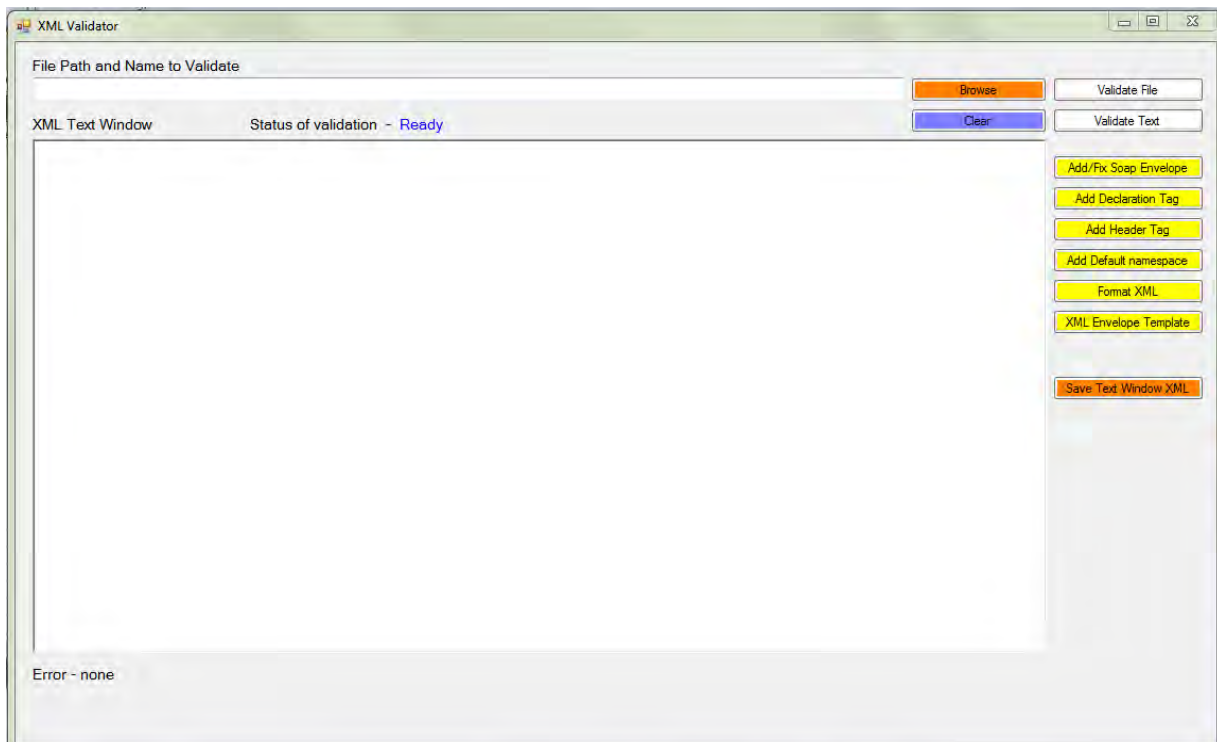 XML Validator
File Path and Name to Validate
Browse
Validate File
XML Text Window
Status of validation - Ready
Clear
Validate Text
Add/Fix Soap Envelope
Add Declaration Tag
Add Header Tag
Add Default namespace
Format XML
XML Envelope Template
Save Text Window XML
Error - none